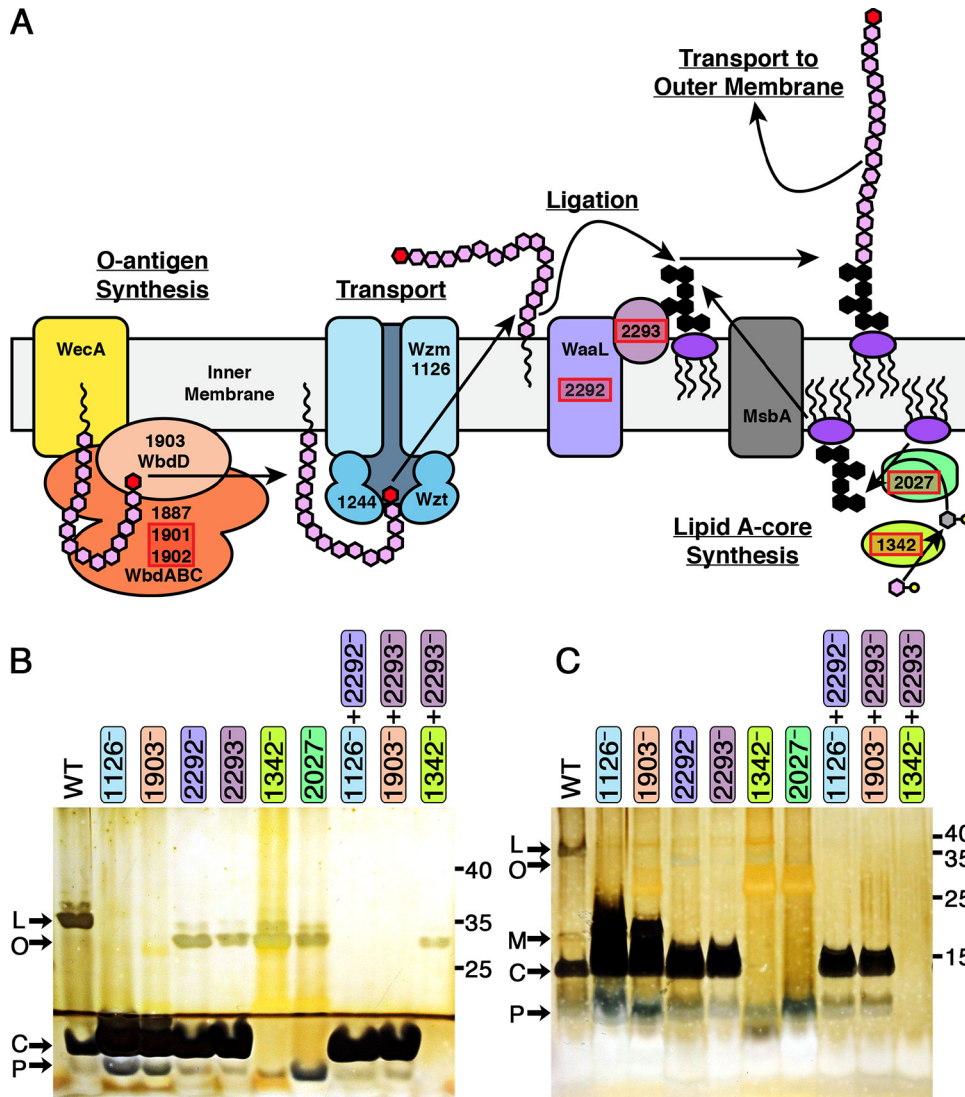 A
Transport to
Outer Membrane
Ligation
O-antigen
Synthesis
Transport
WecA
Inner
Membrane
Wzm
1126
WaaL
2293
2292
MsbA
1903
WbdD
1887
1901
1902
WbdABC
1244
Wzt
2027
1342
Lipid A-core
Synthesis
B
WT
1126⁻
1903⁻
2292⁻
2293⁻
1342⁻
2027⁻
1126⁻ + 2292⁻
1903⁻ + 2293⁻
1342⁻ + 2293⁻
L
O
C
P
-40
-35
-25
C
WT
1126⁻
1903⁻
2292⁻
2293⁻
1342⁻
2027⁻
1126⁻ + 2292⁻
1903⁻ + 2293⁻
1342⁻ + 2293⁻
L
O
M
C
P
-40
-35
-25
-15